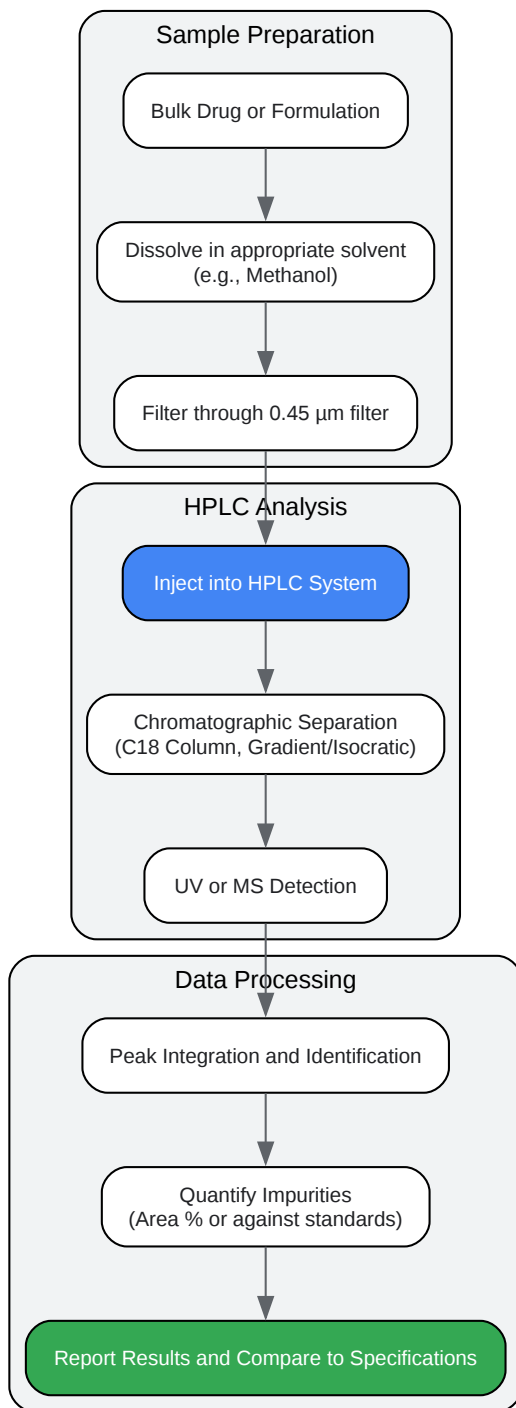 Sample Preparation
Bulk Drug or Formulation
Dissolve in appropriate solvent
(e.g., Methanol)
Filter through 0.45 µm filter
HPLC Analysis
Inject into HPLC System
Chromatographic Separation
(C18 Column, Gradient/Isocratic)
UV or MS Detection
Data Processing
Peak Integration and Identification
Quantify Impurities
(Area % or against standards)
Report Results and Compare to Specifications